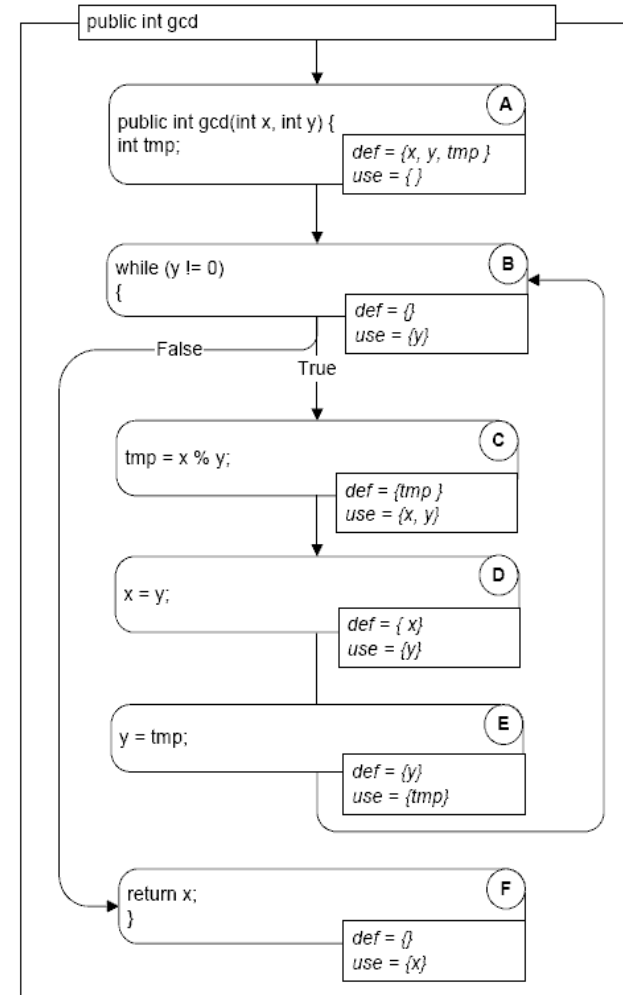 public int gcd
A
public int gcd(int x, int y) {
int tmp;
def = {x, y, tmp }
use = { }
B
while (y != 0)
{
def = {}
use = {y}
False
True
C
tmp = x % y;
def = {tmp }
use = {x, y}
D
x = y;
def = { x}
use = {y}
E
y = tmp;
def = {y}
use = {tmp}
F
return x;
}
def = {}
use = {x}